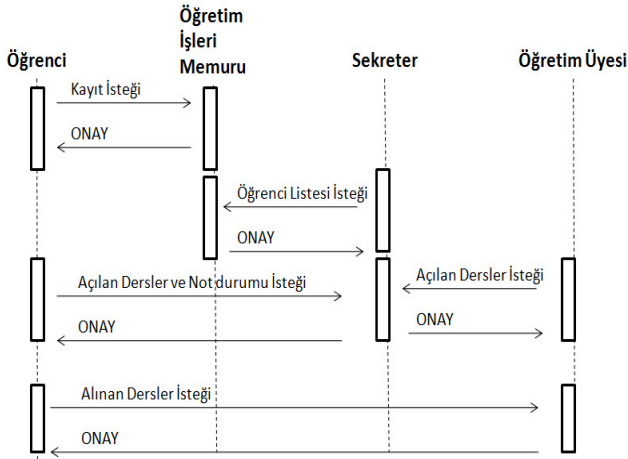 Öğrenci
Öğretim
İşleri
Memuru
Sekreter
Öğretim Üyesi
Kayıt İsteği
ONAY
Öğrenci Listesi İsteği
ONAY
Açılan Dersler ve Not durumu İsteği
Açılan Dersler İsteği
ONAY
ONAY
Alınan Dersler İsteği
ONAY